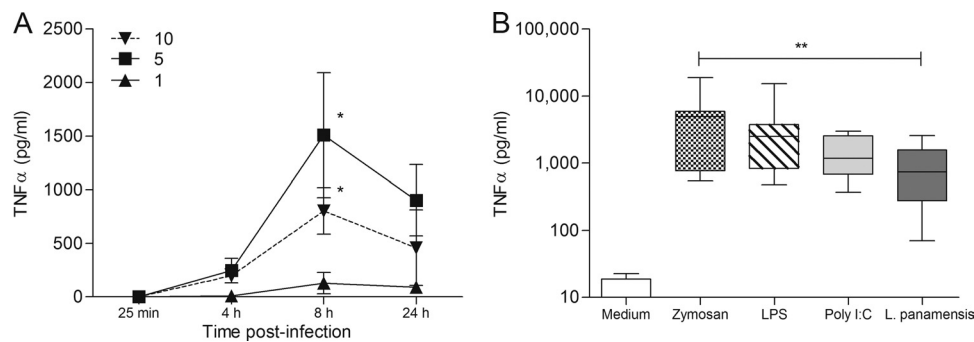 A
2500
2000
1500
1000
500
0
TNFα (pg/ml)
10
5
1
*
*
25 min 4 h 8 h 24 h
Time post-infection
B
100,000
10,000
1,000
100
10
TNFα (pg/ml)
**
Medium Zymosan LPS Poly I:C L. panamensis